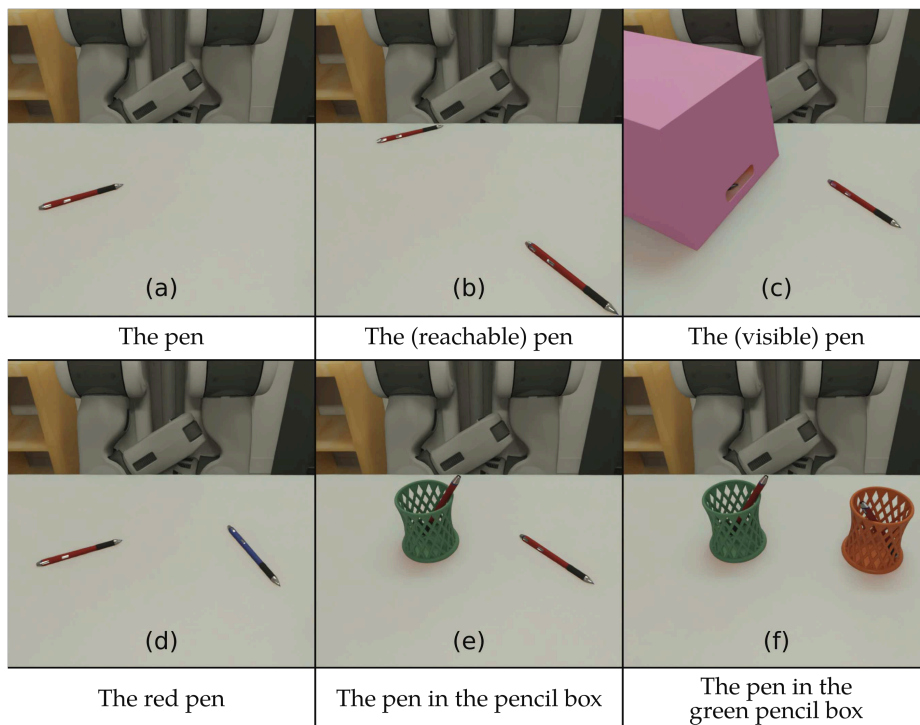 (a)
(b)
(c)
The pen
The (reachable) pen
The (visible) pen
(d)
(e)
(f)
The red pen
The pen in the pencil box
The pen in the
green pencil box